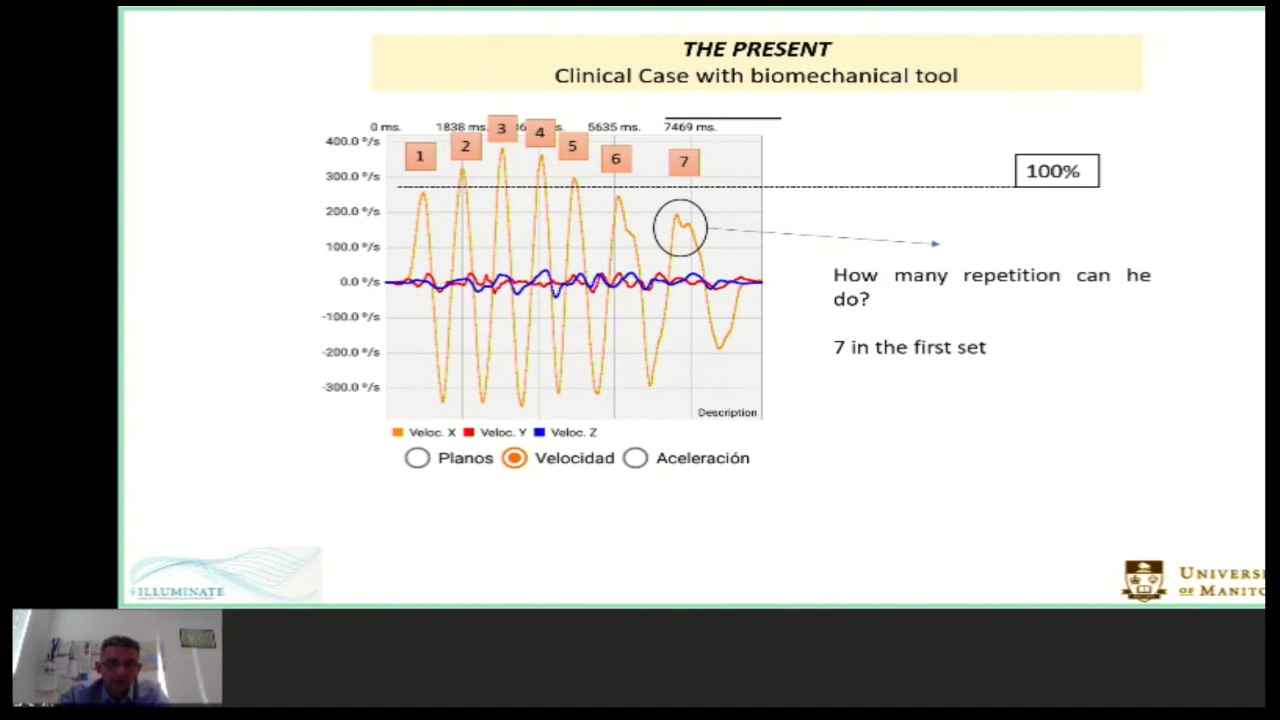 THE PRESENT
Clinical Case with biomechanical tool
0 ms. 1838 ms. 5635 ms. 7469 ms.
1 2 3 4 5 6 7
400.0 º/s
300.0 º/s
200.0 º/s
100.0 º/s
0.0 º/s
-100.0 º/s
-200.0 º/s
-300.0 º/s
100%
How many repetition can he
do?
7 in the first set
Description
Veloc. X Veloc. Y Veloc. Z
Planos Velocidad Aceleración
ILLUMINATE
UNIVERSI
OF MANITO